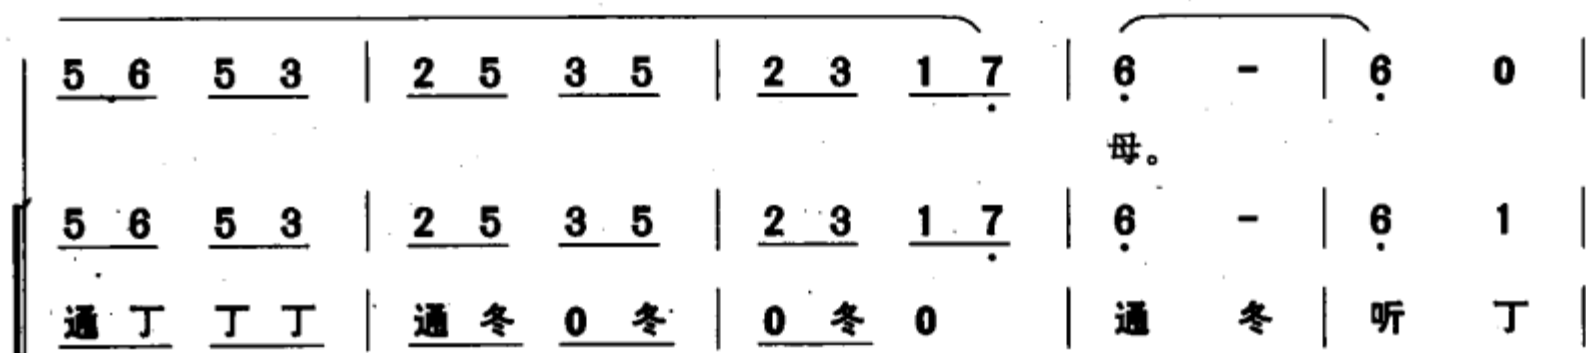 5 6 5 3 | 2 5 3 5 | 2 3 1 7 | 6 - | 6 0 |
母。
5 6 5 3 | 2 5 3 5 | 2 3 1 7 | 6 - | 6 1 |
通 丁 丁 丁 | 通 冬 0 冬 | 0 冬 0 | 通 冬 | 听 丁 |